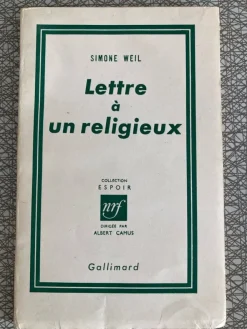 SIMONE WEIL
Lettre
à
un religieux
COLLECTION
ESPOIR
nrf
DIRIGÉE PAR
ALBERT CAMUS
Gallimard